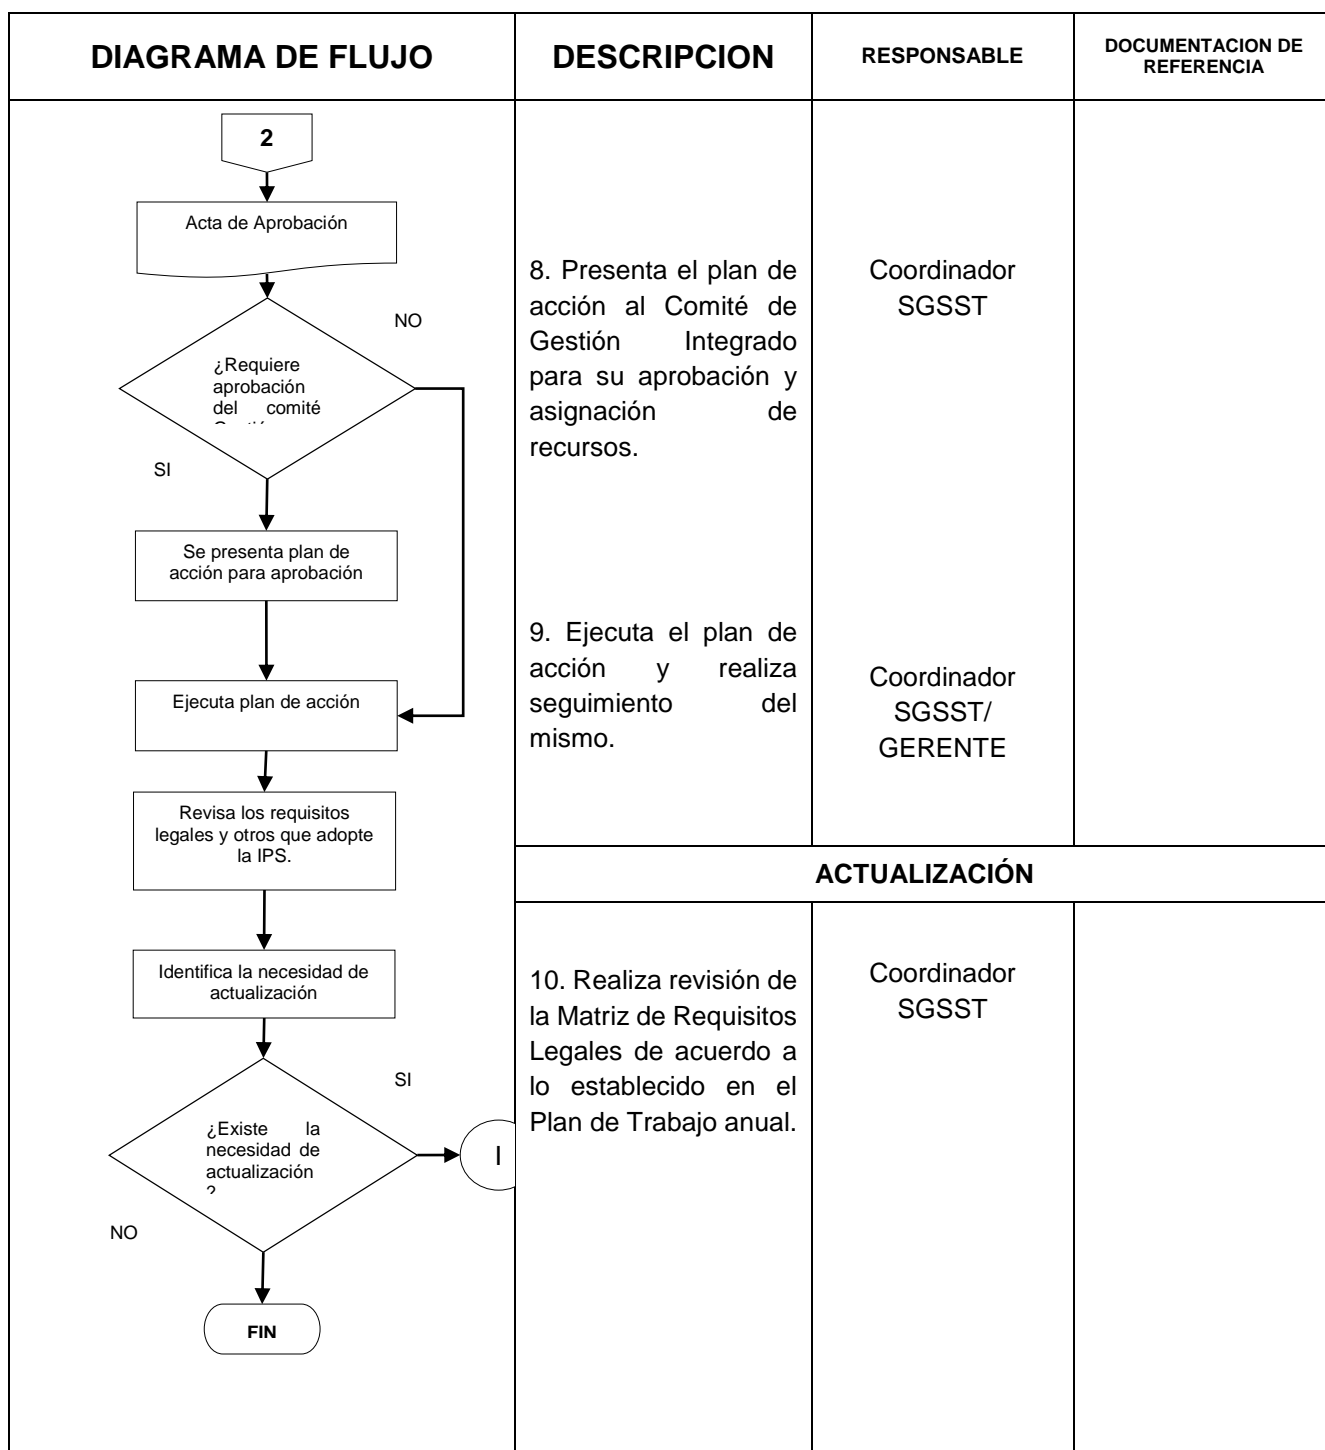 DIAGRAMA DE FLUJO
DESCRIPCION
RESPONSABLE
DOCUMENTACION DE
REFERENCIA
2
Acta de Aprobación
NO
¿Requiere
aprobación
del comité
SI
Se presenta plan de
acción para aprobación
Ejecuta plan de acción
Revisa los requisitos
legales y otros que adopte
la IPS.
Identifica la necesidad de
actualización
SI
¿Existe la
necesidad de
actualización
?
I
NO
FIN
8. Presenta el plan de
acción al Comité de
Gestión Integrado
para su aprobación y
asignación de
recursos.
Coordinador
SGSST
9. Ejecuta el plan de
acción y realiza
seguimiento del
mismo.
Coordinador
SGSST/
GERENTE
ACTUALIZACIÓN
10. Realiza revisión de
la Matriz de Requisitos
Legales de acuerdo a
lo establecido en el
Plan de Trabajo anual.
Coordinador
SGSST